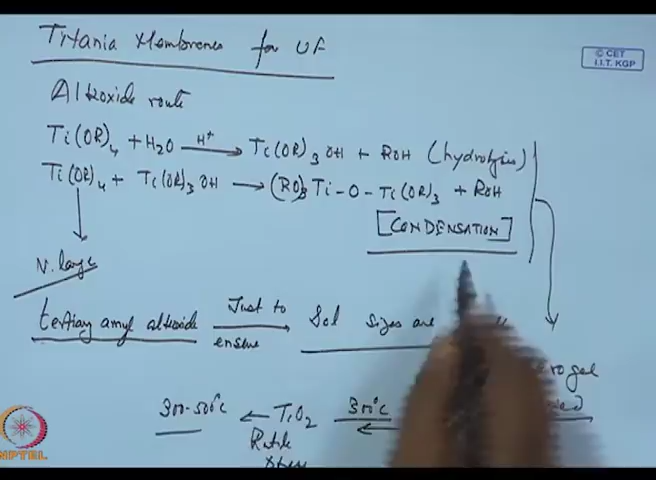 Titania Membranes for UF
© CET
I.I.T. KGP
Alkoxide route
Ti(OR)4 + H2O —H+→ Ti(OR)3 OH + ROH (hydrolysis)
Ti(OR)4 + Ti(OR)3 OH → (RO)3 Ti-O-Ti(OR)3 + ROH
[CONDENSATION]
V. large
tertiary amyl alkoxide Just to ensure → Sol sizes are
300-500°C ← TiO2 300°C ←
Rutile
NPTEL